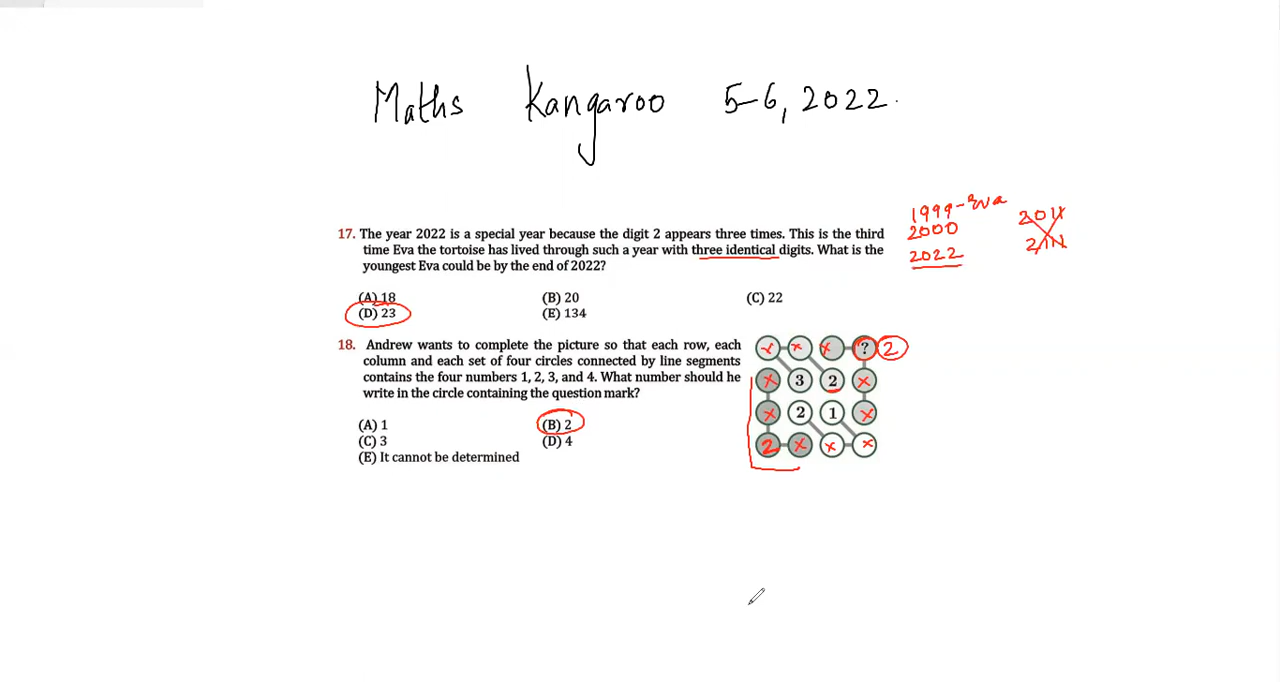 Maths Kangaroo 5-6, 2022.
17. The year 2022 is a special year because the digit 2 appears three times. This is the third
time Eva the tortoise has lived through such a year with three identical digits. What is the
youngest Eva could be by the end of 2022?
(A) 18 (B) 20 (C) 22
(D) 23 (E) 134
1999 - Eva
2000
2022
18. Andrew wants to complete the picture so that each row, each
column and each set of four circles connected by line segments
contains the four numbers 1, 2, 3, and 4. What number should he
write in the circle containing the question mark?
(A) 1 (B) 2
(C) 3 (D) 4
(E) It cannot be determined
x x x ? 2
x 3 2 x
x 2 1 x
2 x x x